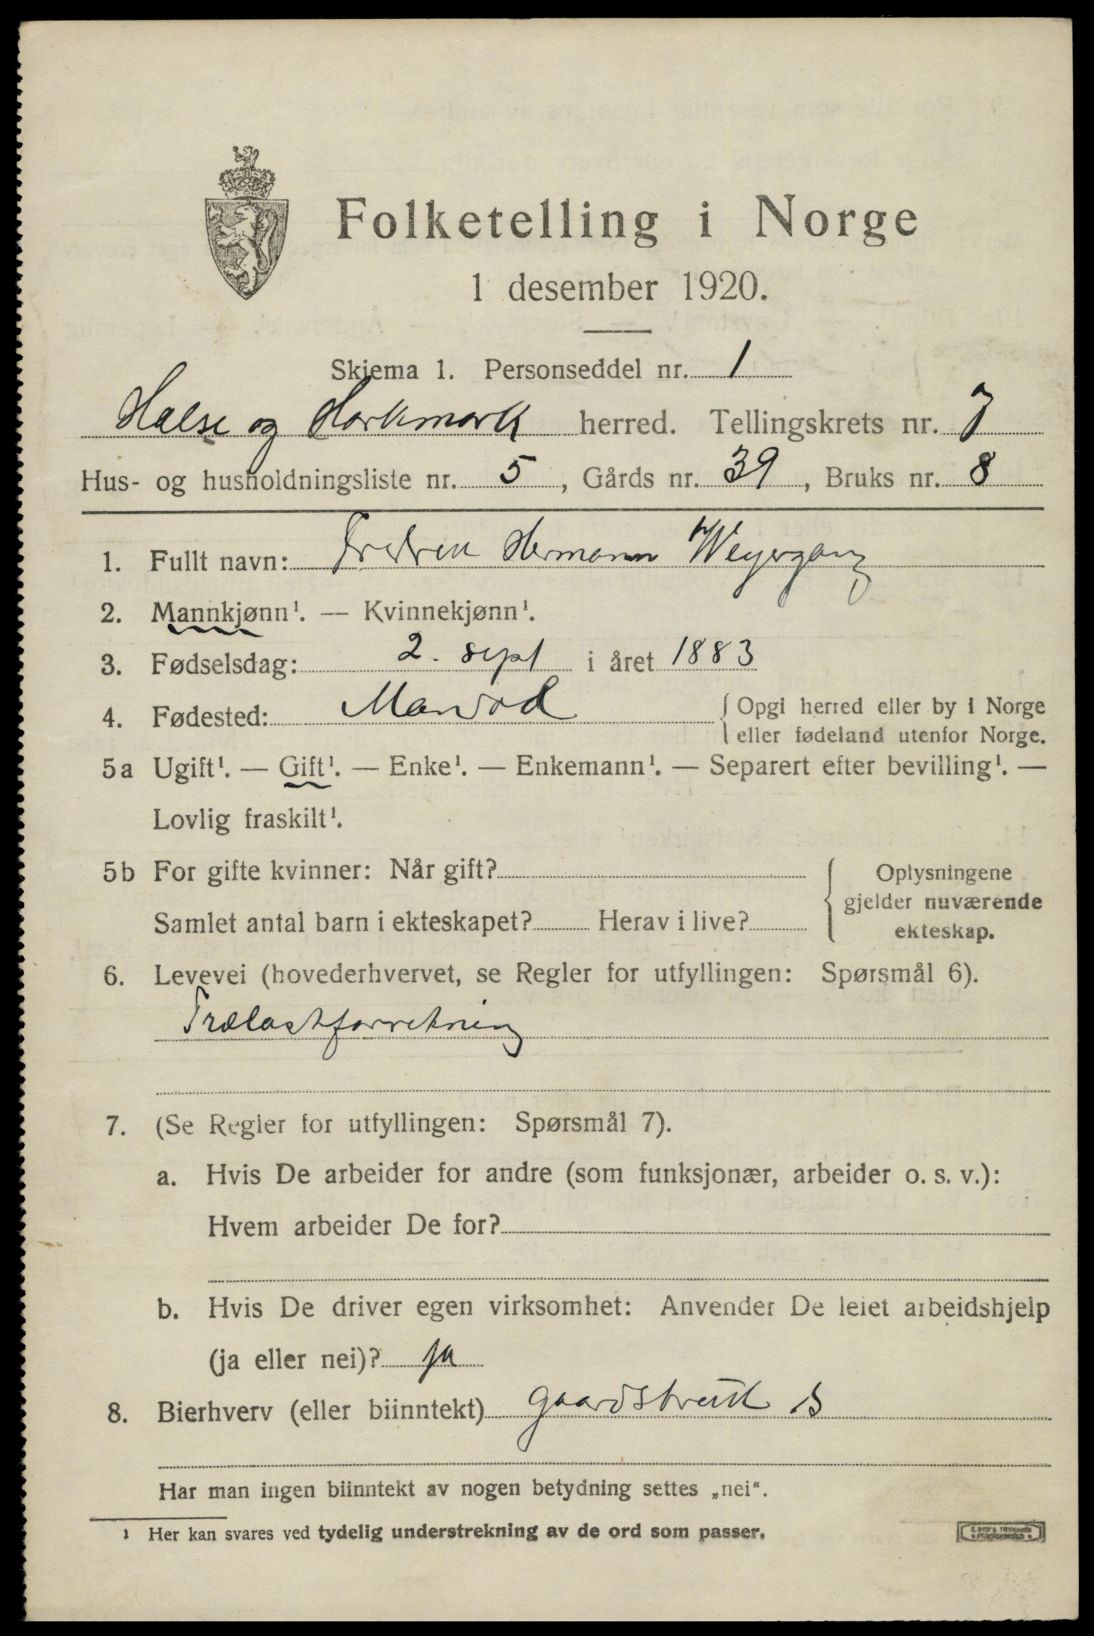 Folketelling i Norge
1 desember 1920.
Skjema 1. Personseddel nr. 1
Halse og Harkmark herred. Tellingskrets nr. 7
Hus- og husholdningsliste nr. 5, Gårds nr. 39, Bruks nr. 8
1. Fullt navn: Fredrik Hermann Weyergang
2. Mannkjønn¹. — Kvinnekjønn¹.
3. Fødselsdag: 2. sept i året 1883
4. Fødested: Mandal {Opgi herred eller by i Norge
eller fødeland utenfor Norge.
5a Ugift¹. — Gift¹. — Enke¹. — Enkemann¹. — Separert efter bevilling¹. —
Lovlig fraskilt¹.
5b For gifte kvinner: Når gift?
Samlet antal barn i ekteskapet? Herav i live?
{Oplysningene
gjelder nuværende
ekteskap.
6. Levevei (hovederhvervet, se Regler for utfyllingen: Spørsmål 6).
Trælastforretning
7. (Se Regler for utfyllingen: Spørsmål 7).
a. Hvis De arbeider for andre (som funksjonær, arbeider o. s. v.):
Hvem arbeider De for?
b. Hvis De driver egen virksomhet: Anvender De leiet arbeidshjelp
(ja eller nei)? ja
8. Bierhverv (eller biinntekt) gaardsbruk
Har man ingen biinntekt av nogen betydning settes „nei“.
¹ Her kan svares ved tydelig understrekning av de ord som passer.